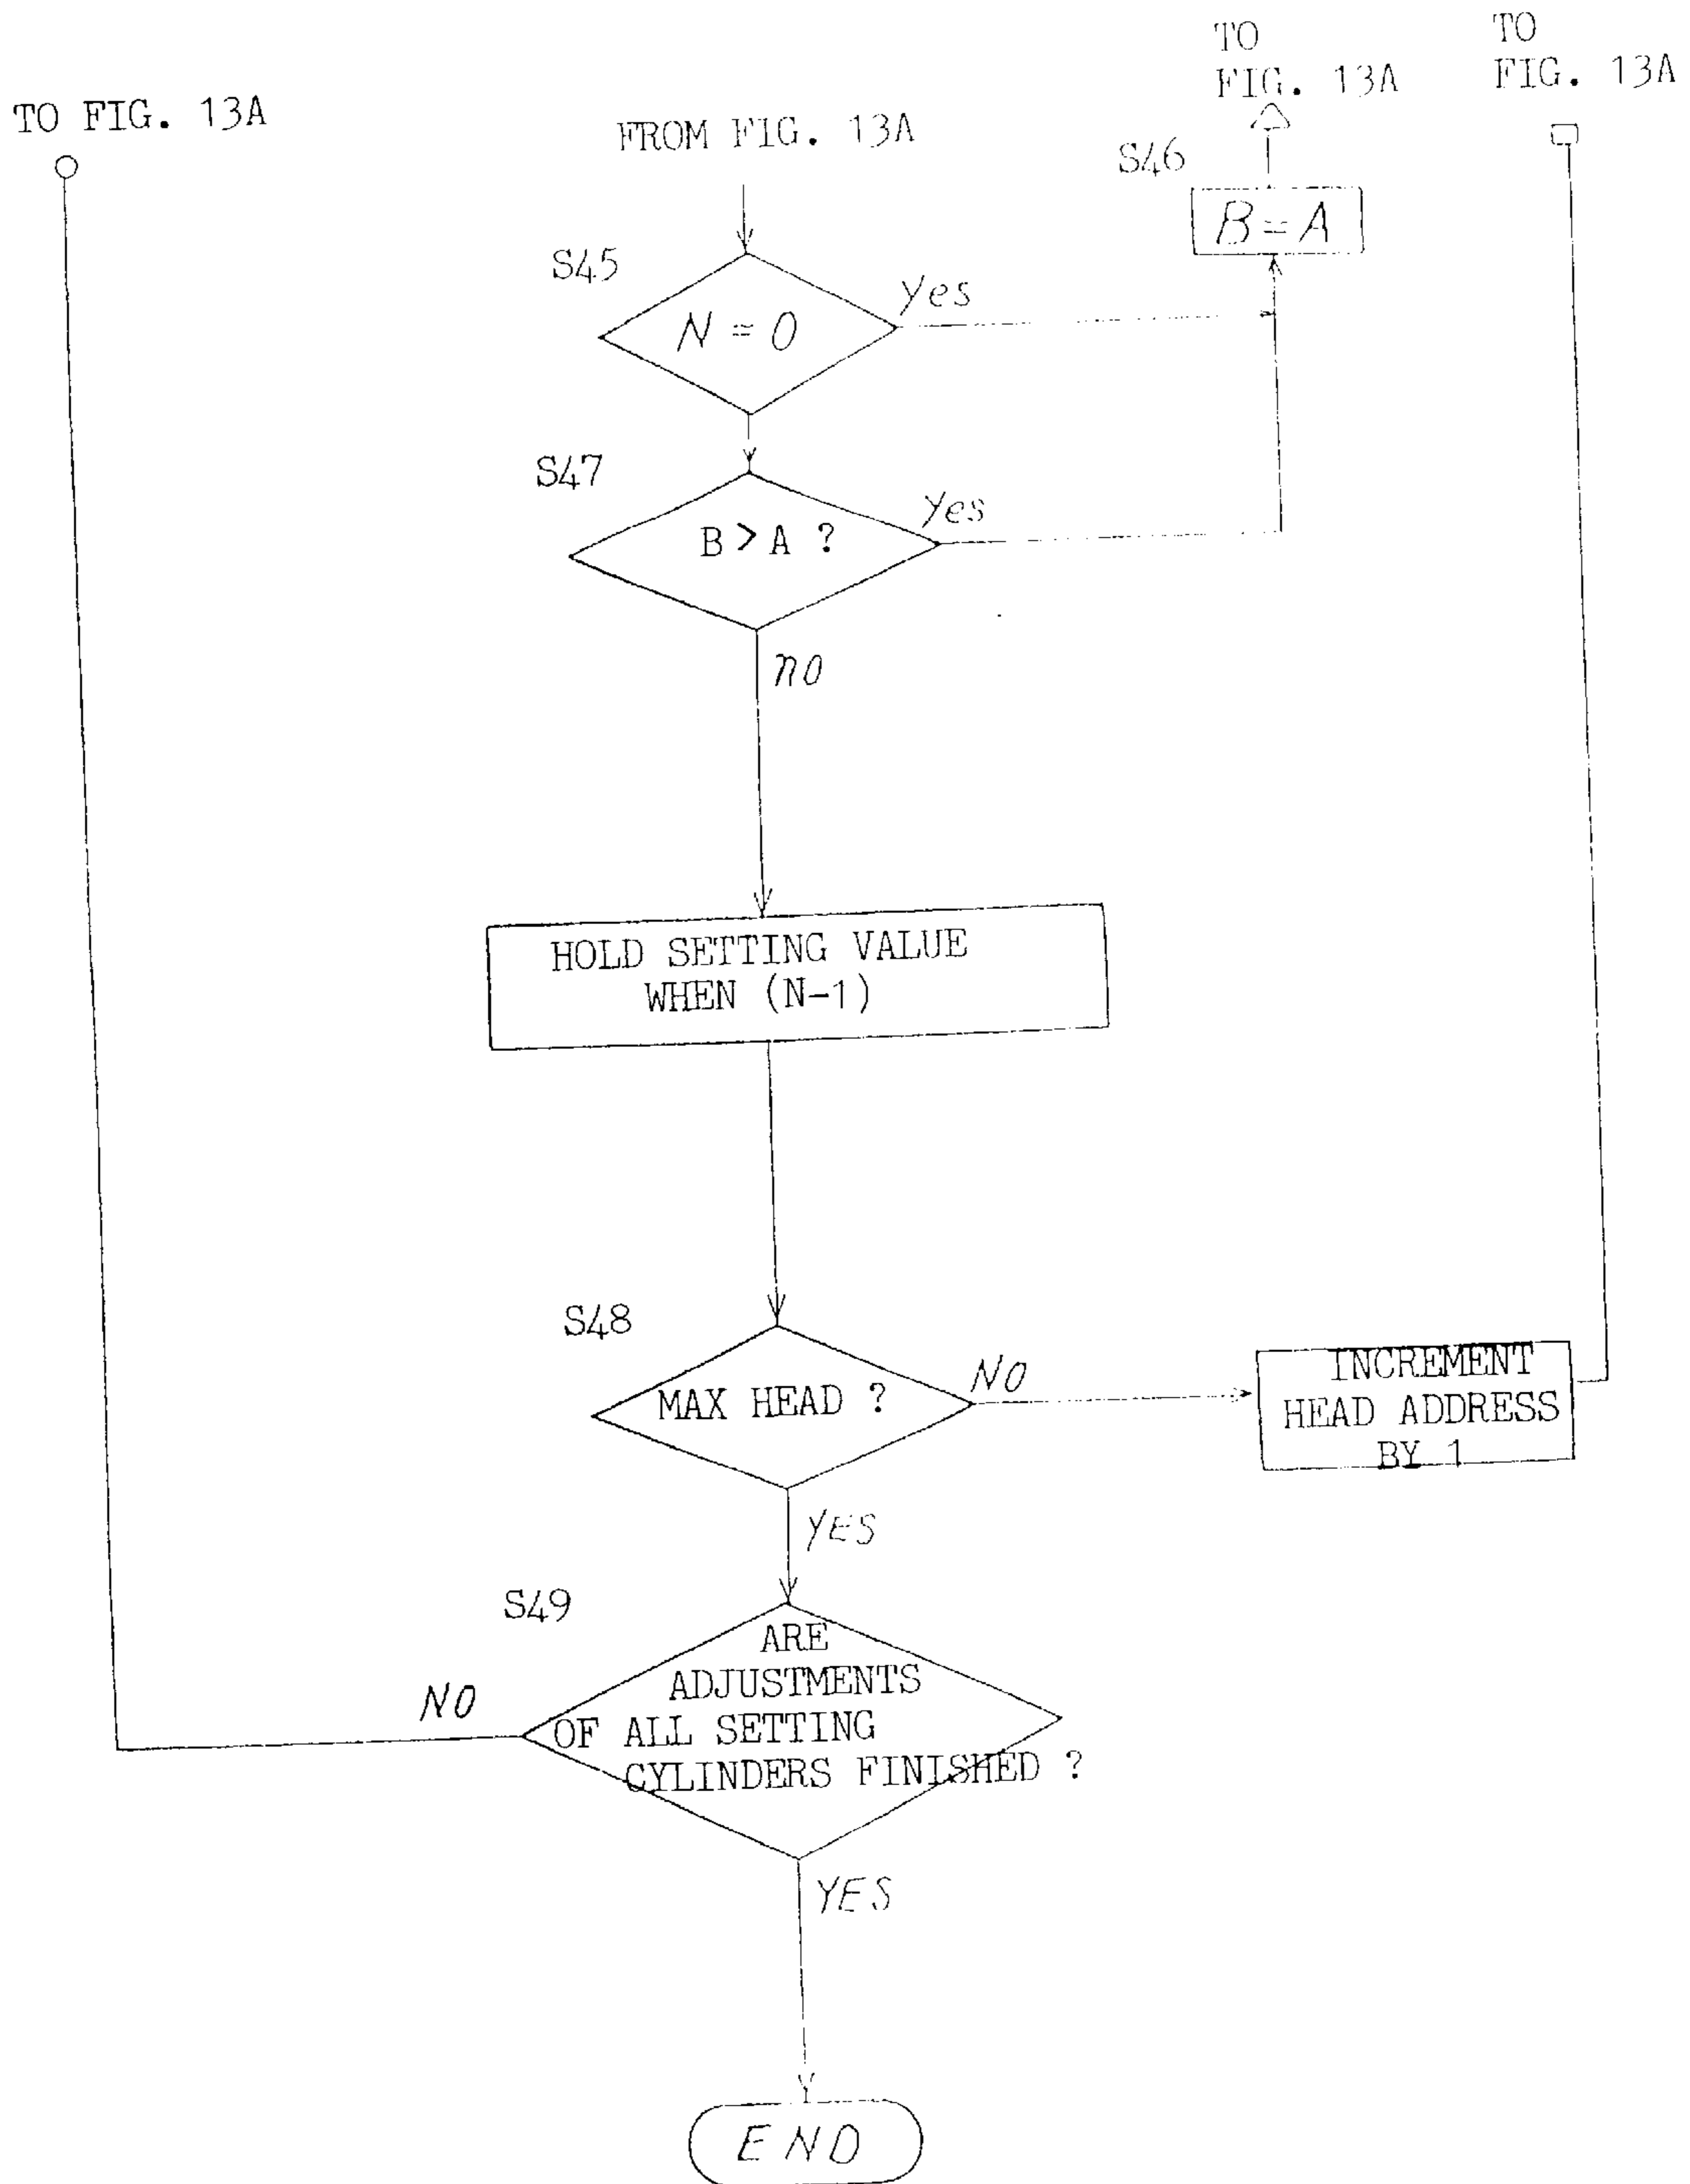 TO FIG. 13A
FROM FIG. 13A
TO
FIG. 13A
TO
FIG. 13A
S46
B=A
S45
N = 0
Yes
S47
B > A ?
Yes
no
HOLD SETTING VALUE
WHEN (N-1)
S48
MAX HEAD ?
NO
INCREMENT
HEAD ADDRESS
BY 1
YES
S49
ARE
ADJUSTMENTS
OF ALL SETTING
CYLINDERS FINISHED ?
NO
YES
END